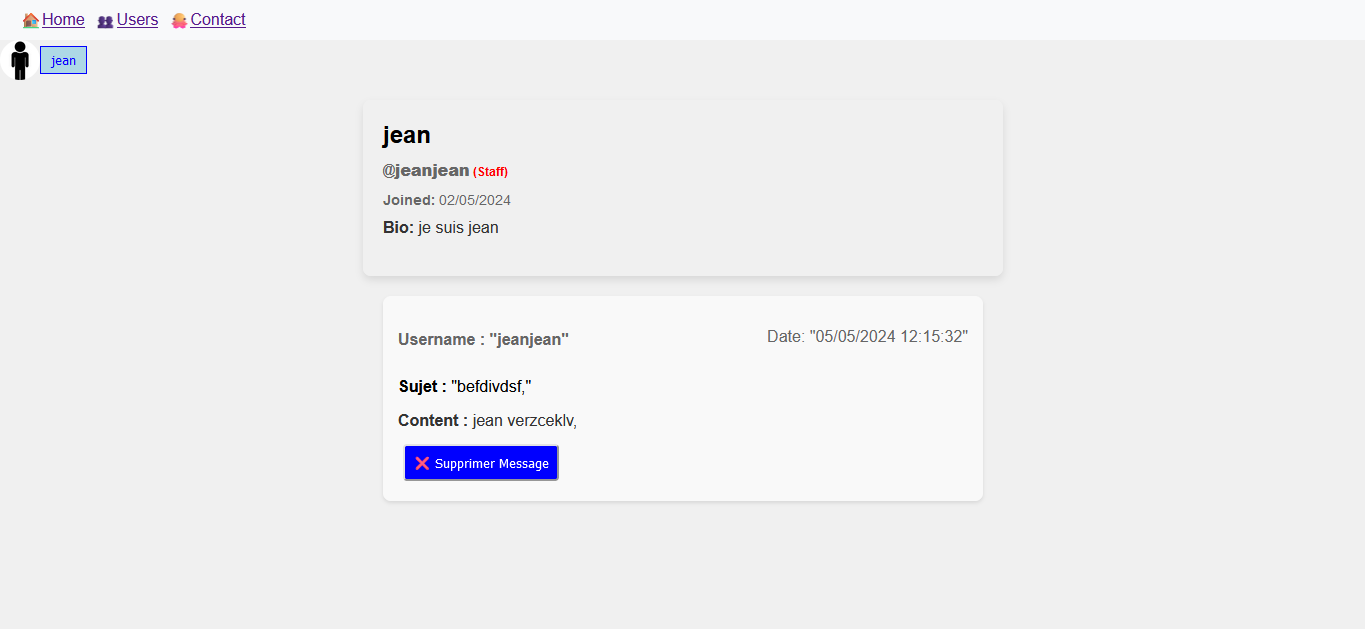 🏠Home 👥Users 👷Contact
jean
jean
@jeanjean (Staff)
Joined: 02/05/2024
Bio: je suis jean
Username : "jeanjean" Date: "05/05/2024 12:15:32"
Sujet : "befdivdsf,"
Content : jean verzceklv,
❌ Supprimer Message